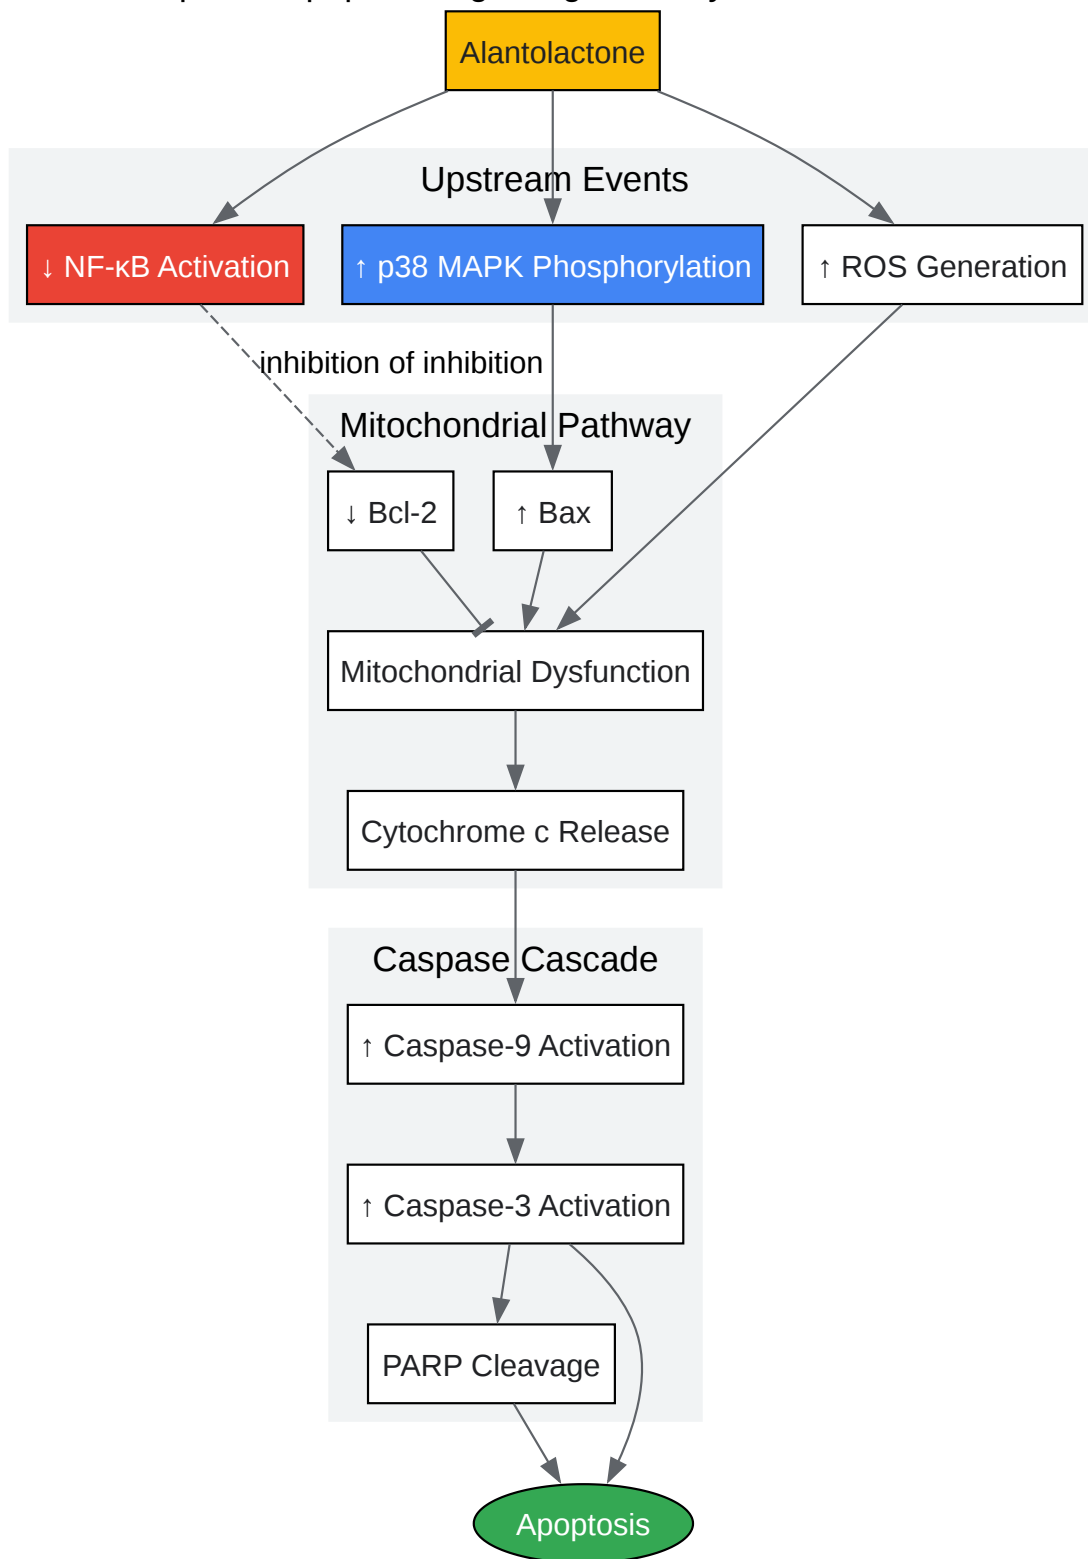 Alantolactone
Upstream Events
↓ NF-κB Activation
↑ p38 MAPK Phosphorylation
↑ ROS Generation
inhibition of inhibition
Mitochondrial Pathway
↓ Bcl-2
↑ Bax
Mitochondrial Dysfunction
Cytochrome c Release
Caspase Cascade
↑ Caspase-9 Activation
↑ Caspase-3 Activation
PARP Cleavage
Apoptosis